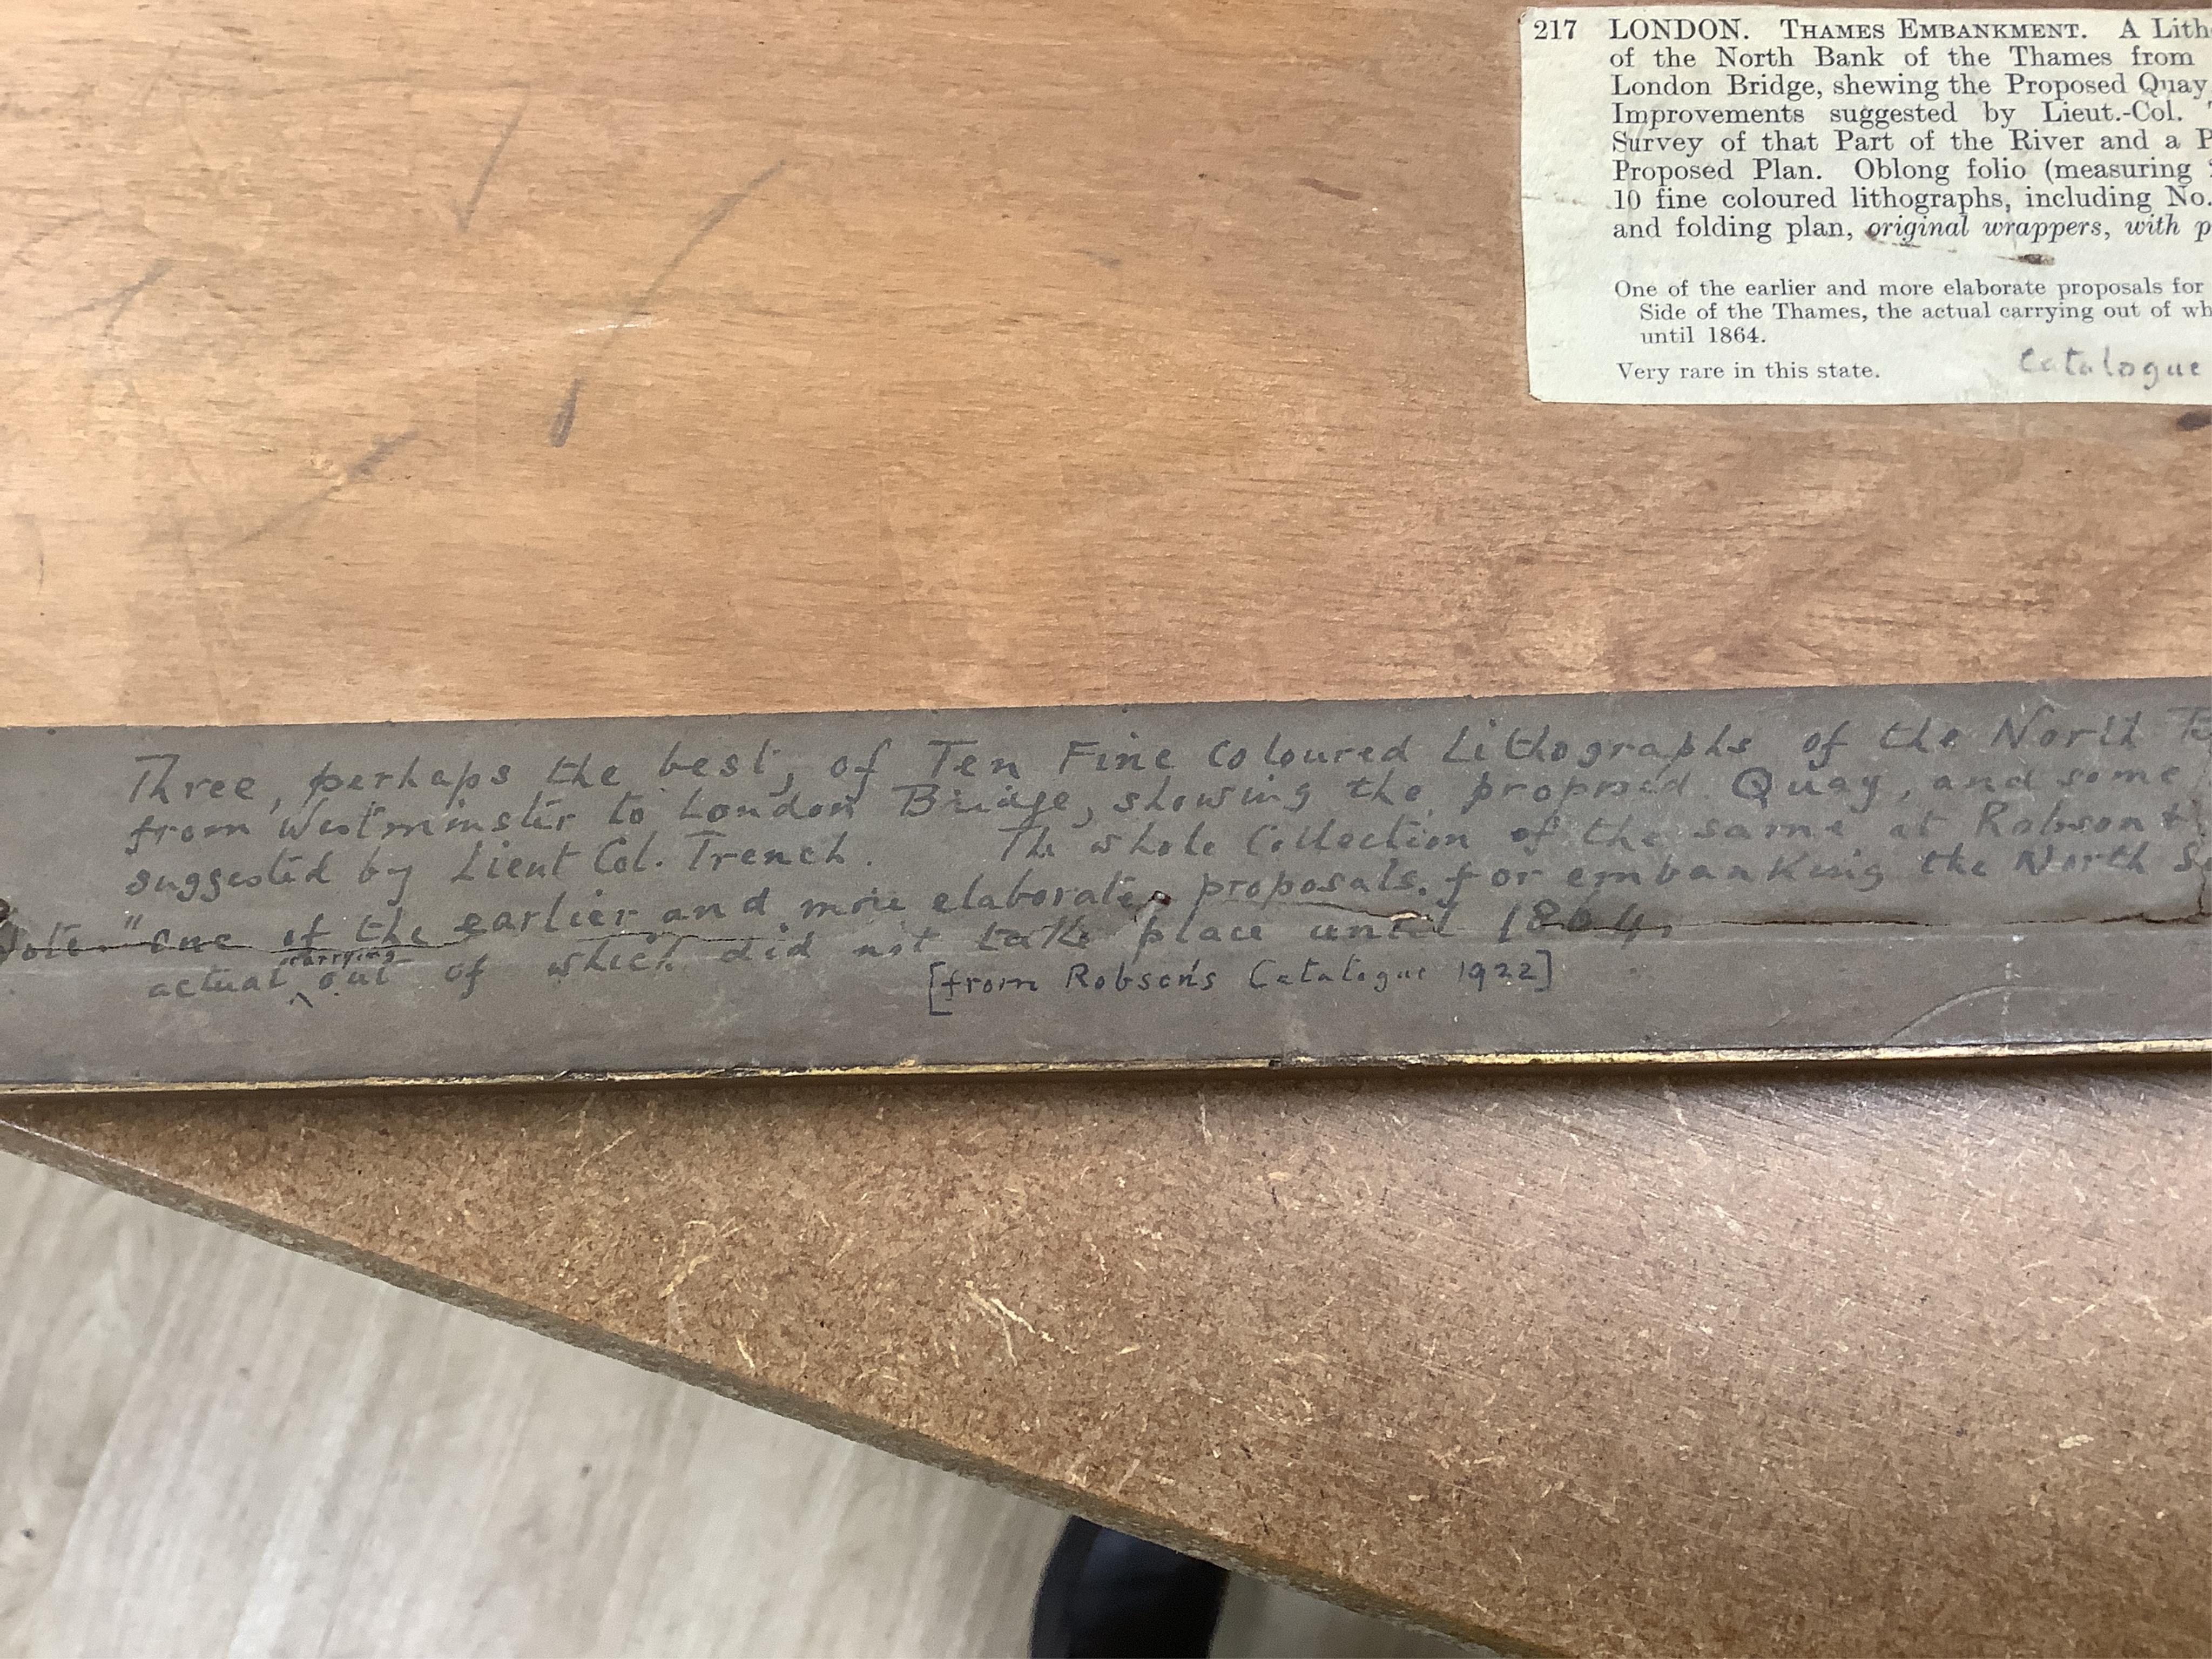 217 LONDON. THAMES EMBANKMENT. A Lith
of the North Bank of the Thames from
London Bridge, shewing the Proposed Quay
Improvements suggested by Lieut.-Col.
Survey of that Part of the River and a P
Proposed Plan. Oblong folio (measuring
10 fine coloured lithographs, including No.
and folding plan, original wrappers, with p
One of the earlier and more elaborate proposals for
Side of the Thames, the actual carrying out of wh
until 1864.
Very rare in this state.
Catalogue
Three, perhaps the best, of Ten Fine Coloured Lithographs of the North
from Westminster to London Bridge, showing the proposed Quay, and some
suggested by Lieut Col. Trench. The whole Collection of the same at Robson &
Note. "One of the earlier and more elaborate proposals for embanking the North S
actual carrying out of which did not take place until 1864.
[from Robson's Catalogue 1922]